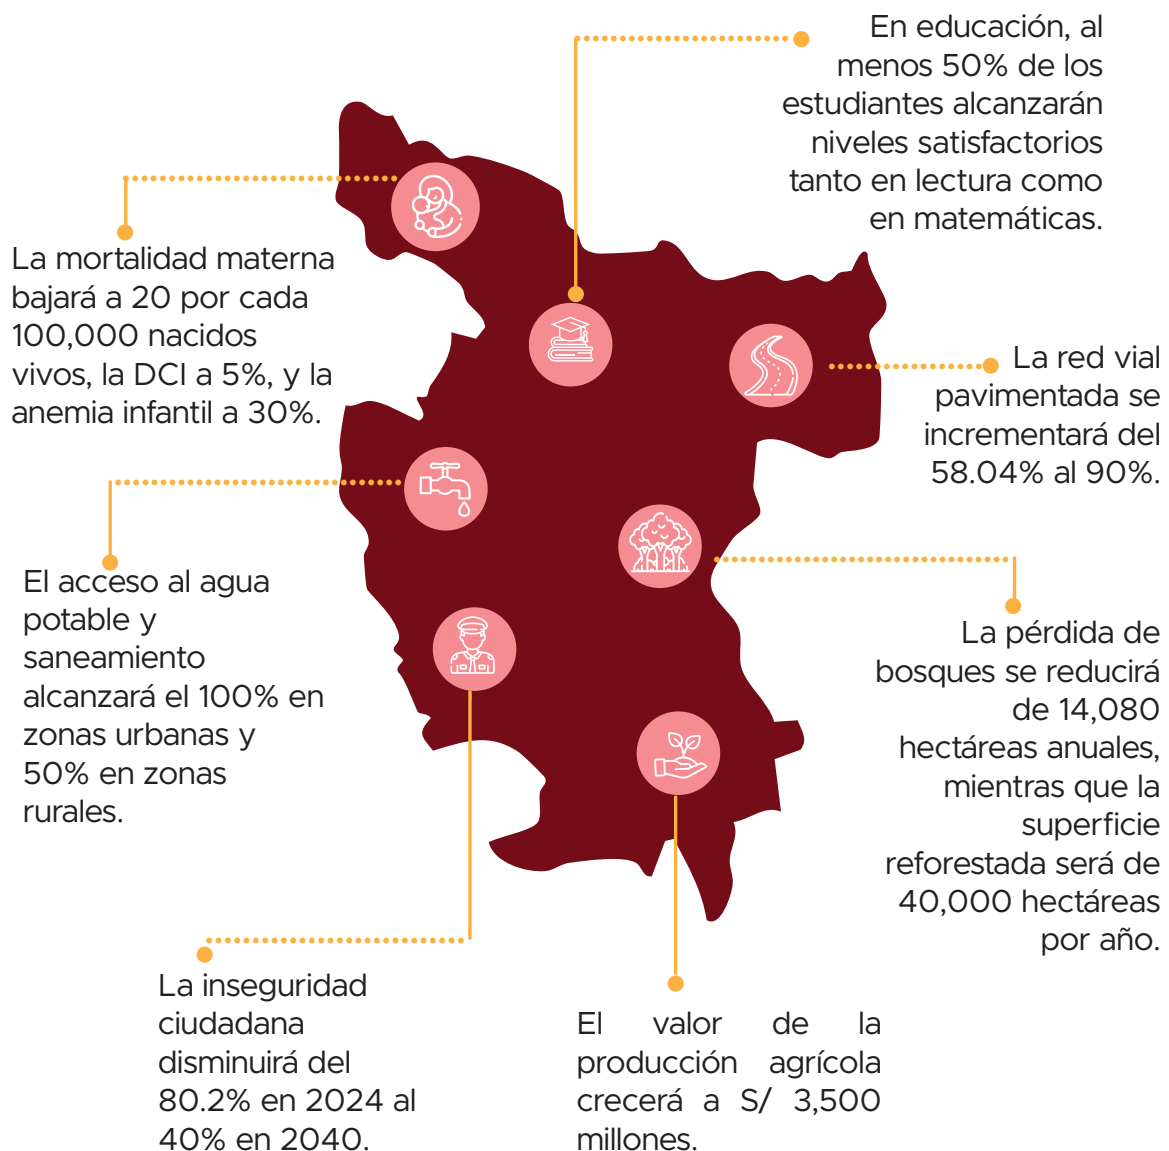 En educación, al
menos 50% de los
estudiantes alcanzarán
niveles satisfactorios
tanto en lectura como
en matemáticas.
La mortalidad materna
bajará a 20 por cada
100,000 nacidos
vivos, la DCI a 5%, y la
anemia infantil a 30%.
La red vial
pavimentada se
incrementará del
58.04% al 90%.
El acceso al agua
potable y
saneamiento
alcanzará el 100% en
zonas urbanas y
50% en zonas
rurales.
La pérdida de
bosques se reducirá
de 14,080
hectáreas anuales,
mientras que la
superficie
reforestada será de
40,000 hectáreas
por año.
La inseguridad
ciudadana
disminuirá del
80.2% en 2024 al
40% en 2040.
El valor de la
producción agrícola
crecerá a S/ 3,500
millones.